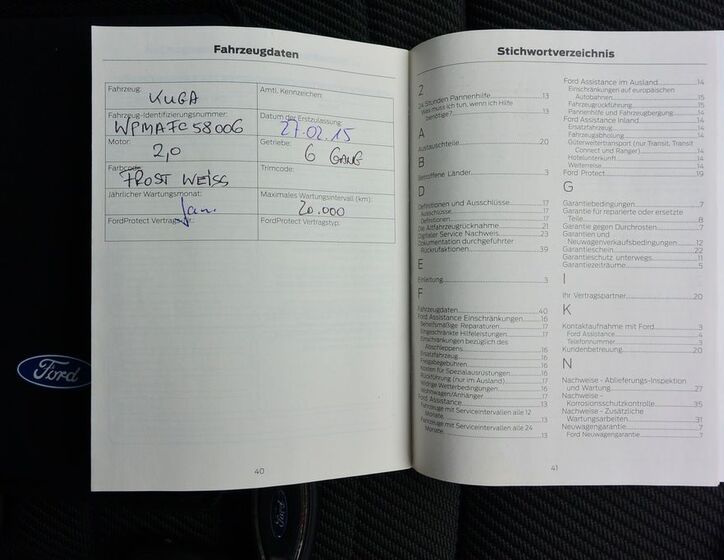 Fahrzeugdaten
Fahrzeug:
KUGA
Amtl. Kennzeichen:
Fahrzeug-Identifizierungsnummer:
WPMAFC58006
Datum der Erstzulassung:
27.02.15
Motor:
2,0
Getriebe:
6 GANG
Farbcode:
FROST WEISS
Trimcode:
Jährlicher Wartungsmonat:
Jan.
Maximales Wartungsintervall (km):
20.000
FordProtect Vertragsnr.:
FordProtect Vertragstyp:
40
Ford
Stichwortverzeichnis
2
24 Stunden Pannenhilfe 13
Was muss ich tun, wenn ich Hilfe
benötige? 13
A
Austauschteile 20
B
Betroffene Länder 3
D
Definitionen und Ausschlüsse 17
Ausschlüsse 17
Definitionen 17
Die Altfahrzeugrücknahme 21
Digitaler Service Nachweis 23
Dokumentation durchgeführter
Rückrufaktionen 39
E
Einleitung 3
F
Fahrzeugdaten 40
Ford Assistance Einschränkungen 16
Behelfsmäßige Reparaturen 17
Eingeschränkte Hilfeleistungen 17
Einschränkungen bezüglich des
Abschleppens 16
Ersatzfahrzeug 16
Freigabegebühren 16
Kosten für Spezialausrüstungen 16
Rückführung (nur im Ausland) 17
Widrige Wetterbedingungen 16
Wohnwagen/Anhänger 17
Ford Assistance 13
Fahrzeuge mit Serviceintervallen alle 12
Monate 13
Fahrzeuge mit Serviceintervallen alle 24
Monate 13
Ford Assistance im Ausland 14
Einschränkungen auf europäischen
Autobahnen 15
Fahrzeugrückführung 15
Pannenhilfe und Fahrzeugbergung 14
Ford Assistance Inland 14
Ersatzfahrzeug 14
Fahrzeugabholung 14
Güterweitertransport (nur Transit, Transit
Connect und Ranger) 14
Hotelunterkunft 14
Weiterreise 14
Ford Protect 19
G
Garantiebedingungen 7
Garantie für reparierte oder ersetzte
Teile 8
Garantie gegen Durchrosten 7
Garantien und
Neuwagenverkaufsbedingungen 12
Garantieschein 22
Garantieschutz unterwegs 11
Garantiezeiträume 5
I
Ihr Vertragspartner 20
K
Kontaktaufnahme mit Ford 3
Ford Assistance 4
Telefonnummer 3
Kundenbetreuung 20
N
Nachweise - Ablieferungs-Inspektion
und Wartung 27
Nachweise -
Korrosionsschutzkontrolle 35
Nachweise - Zusätzliche
Wartungsarbeiten 31
Neuwagengarantie 7
Ford Neuwagengarantie 7
41